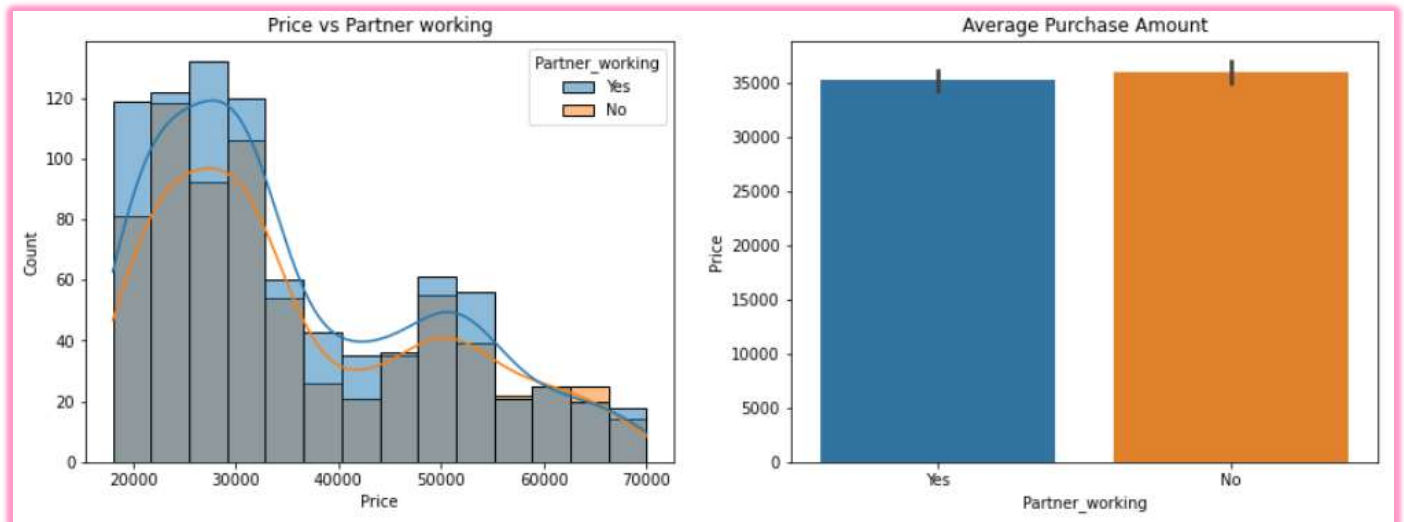 Price vs Partner working
Partner_working
Yes
No
120
100
80
60
40
20
0
Count
20000
30000
40000
50000
60000
70000
Price
Average Purchase Amount
35000
30000
25000
20000
15000
10000
5000
0
Price
Yes
No
Partner_working